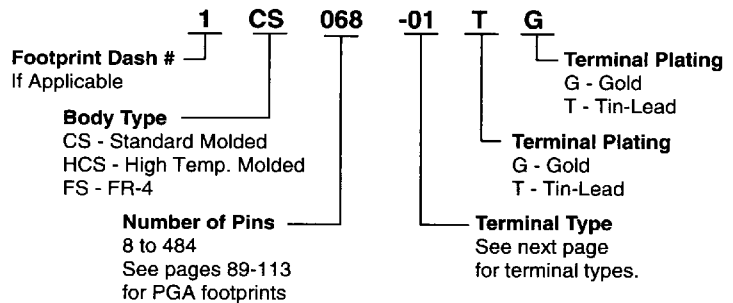 1 CS 068 -01 T G
Footprint Dash #
If Applicable
Body Type
CS - Standard Molded
HCS - High Temp. Molded
FS - FR-4
Number of Pins
8 to 484
See pages 89-113
for PGA footprints
Terminal Plating
G - Gold
T - Tin-Lead
Terminal Plating
G - Gold
T - Tin-Lead
Terminal Type
See next page
for terminal types.